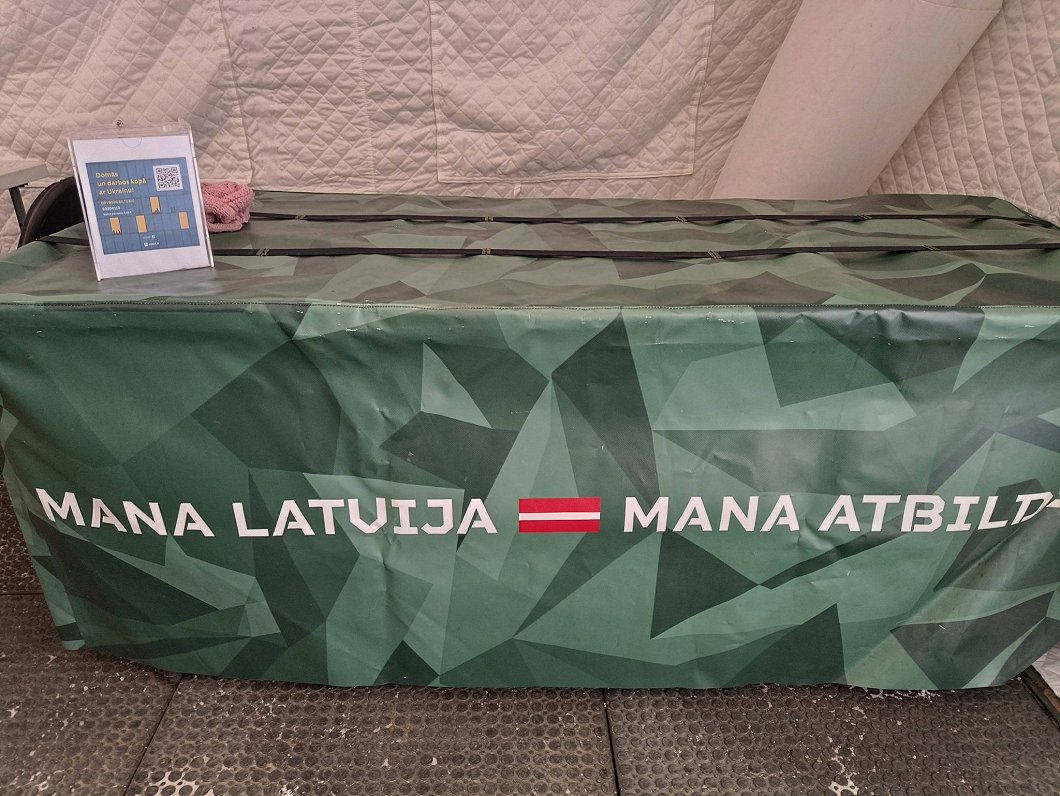 Domās
un darbos kopā
ar Ukrainu!
MANA LATVIJA MANA ATBILD